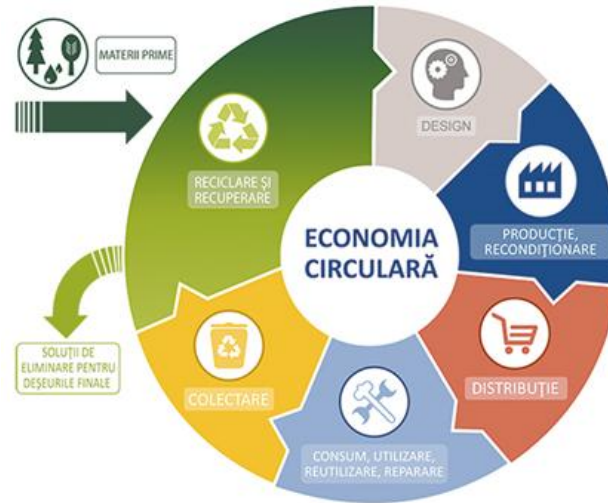 MATERII PRIME
DESIGN
RECICLARE ȘI
RECUPERARE
PRODUCȚIE,
RECONDIȚIONARE
ECONOMIA
CIRCULARĂ
SOLUȚII DE
ELIMINARE PENTRU
DEȘEURILE FINALE
COLECTARE
DISTRIBUȚIE
CONSUM, UTILIZARE,
REUTILIZARE, REPARARE